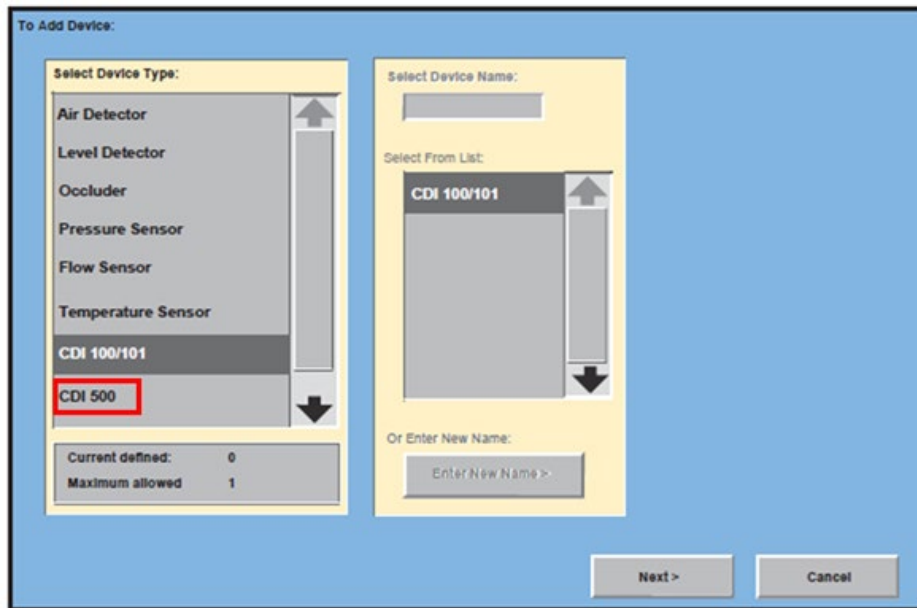 To Add Device:
Select Device Type:
Air Detector
Level Detector
Occluder
Pressure Sensor
Flow Sensor
Temperature Sensor
CDI 100/101
CDI 500
Current defined: 0
Maximum allowed 1
Select Device Name:
Select From List:
CDI 100/101
Or Enter New Name:
Enter New Name >
Next >
Cancel